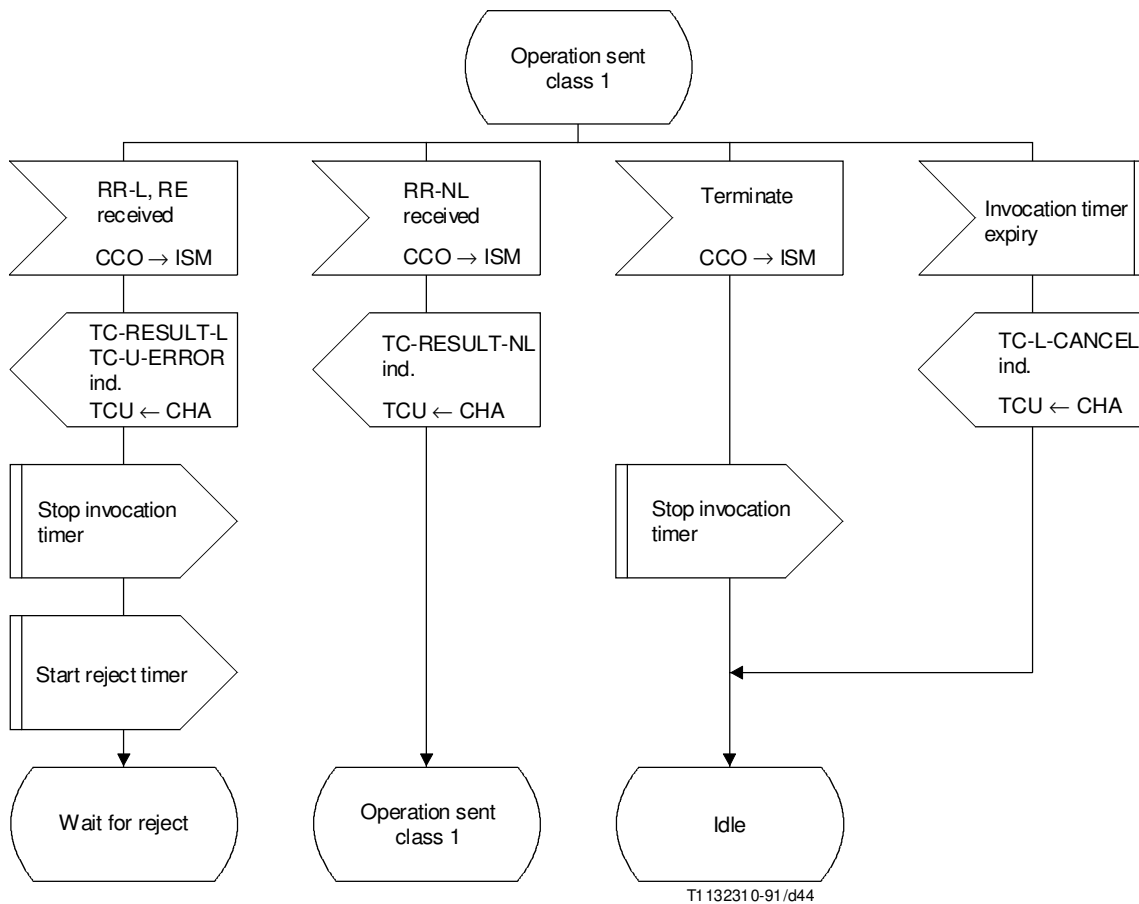 Operation sent
class 1
RR-L, RE
received
CCO → ISM
RR-NL
received
CCO → ISM
Terminate
CCO → ISM
Invocation timer
expiry
TC-RESULT-L
TC-U-ERROR
ind.
TCU ← CHA
TC-RESULT-NL
ind.
TCU ← CHA
TC-L-CANCEL
ind.
TCU ← CHA
Stop invocation
timer
Stop invocation
timer
Start reject timer
Wait for reject
Operation sent
class 1
Idle
T1132310-91/d44